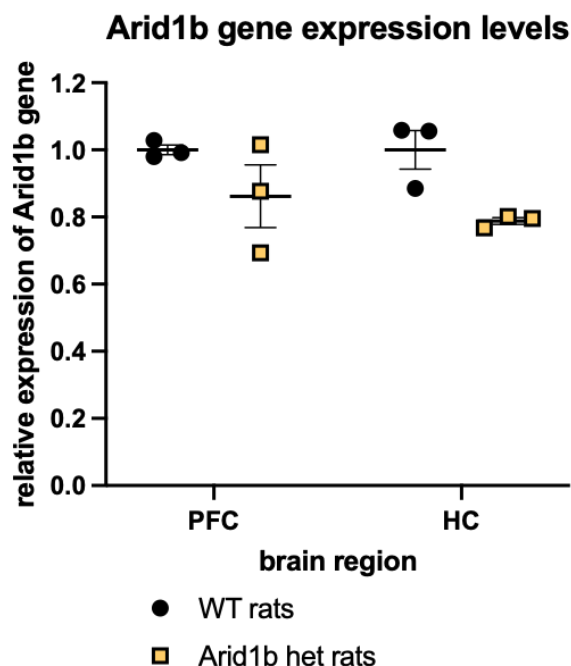 Arid1b gene expression levels
relative expression of Arid1b gene
1.2
1.0
0.8
0.6
0.4
0.2
0.0
PFC
HC
brain region
WT rats
Arid1b het rats